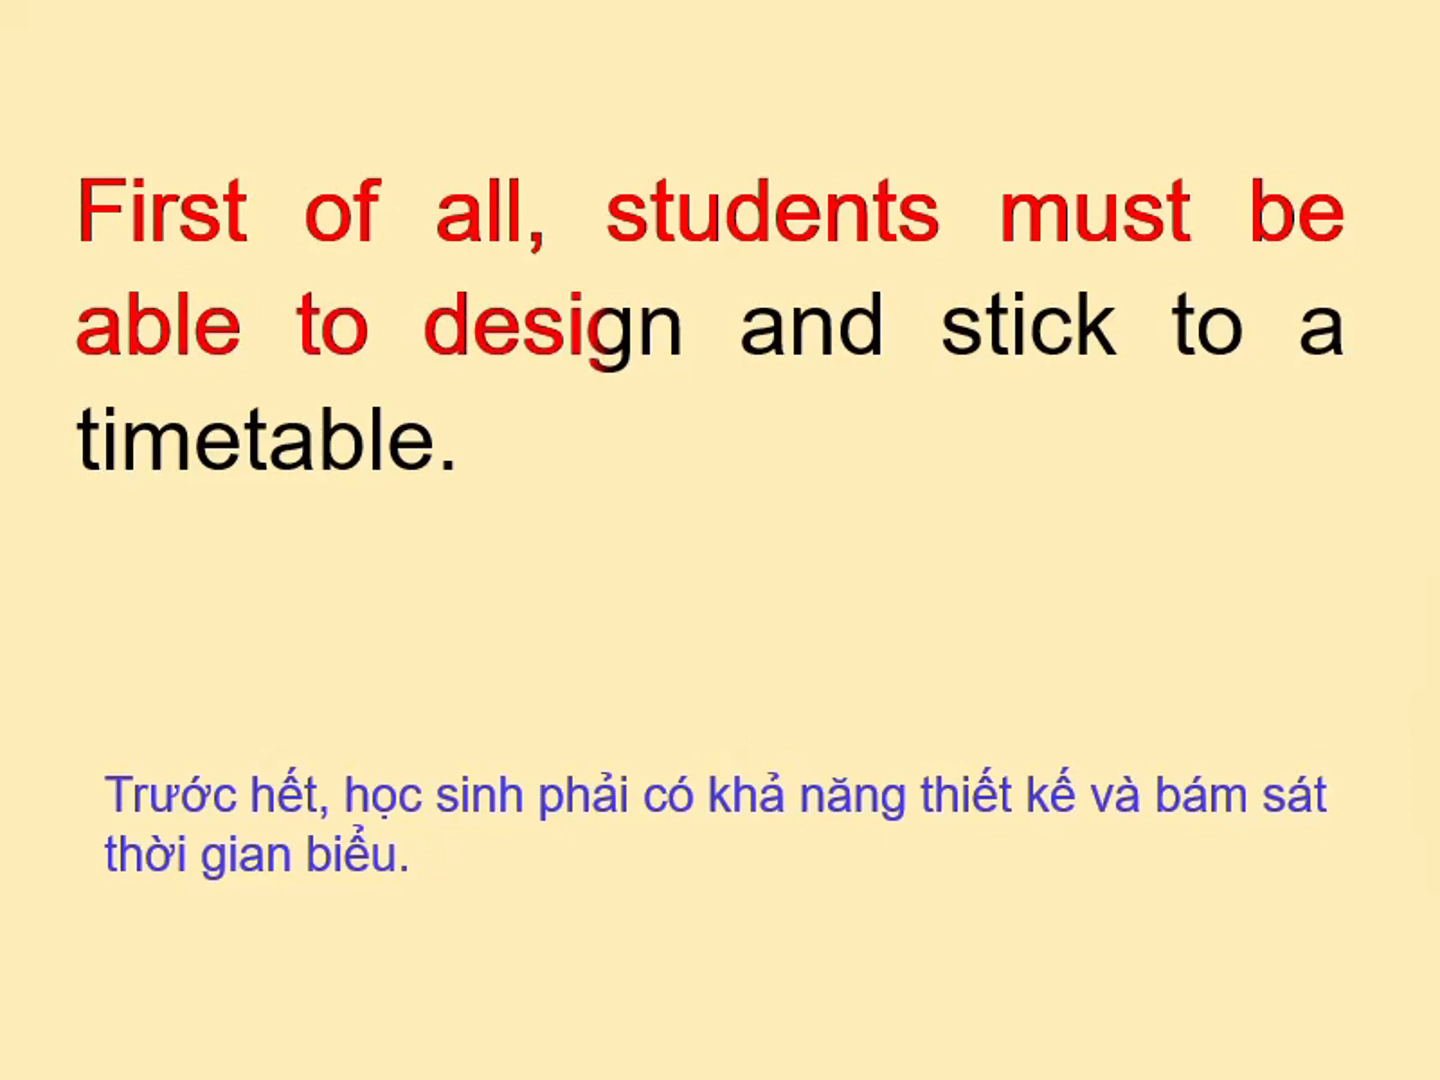 First of all, students must be
able to design and stick to a
timetable.
Trước hết, học sinh phải có khả năng thiết kế và bám sát
thời gian biểu.